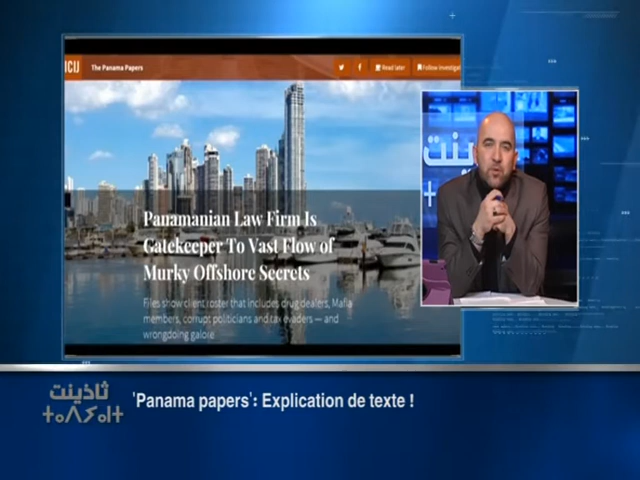 ICIJ
The Panama Papers
Read later
Follow investigat
Panamanian Law Firm Is
Gatekeeper To Vast Flow of
Murky Offshore Secrets
Files show client roster that includes drug dealers, Mafia
members, corrupt politicians and tax evaders — and
wrongdoing galore
ثاذينت
'Panama papers': Explication de texte !